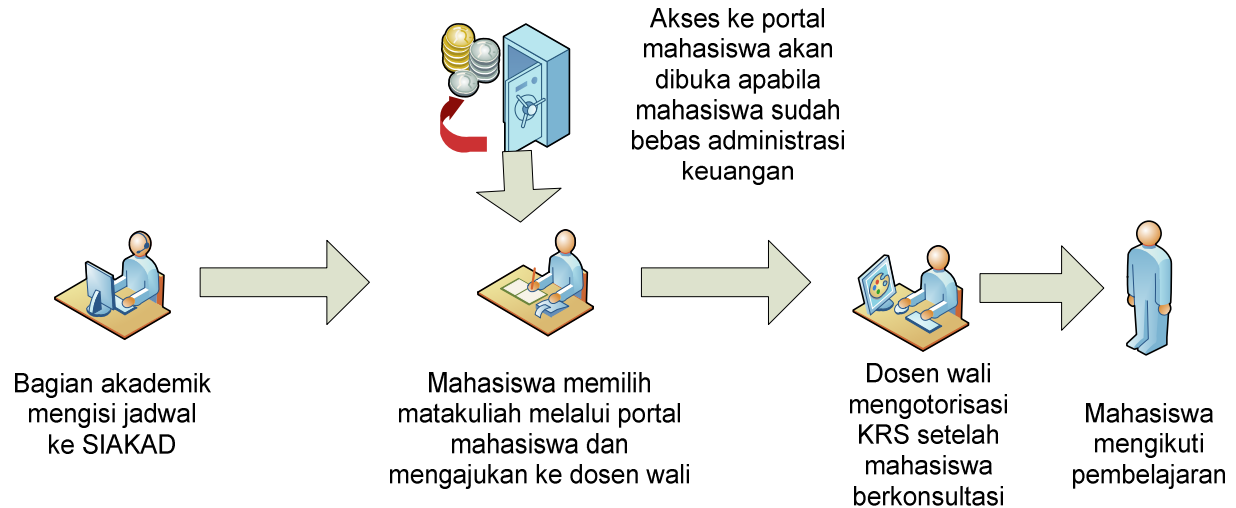 Akses ke portal
mahasiswa akan
dibuka apabila
mahasiswa sudah
bebas administrasi
keuangan
Bagian akademik
mengisi jadwal
ke SIAKAD
Mahasiswa memilih
matakuliah melalui portal
mahasiswa dan
mengajukan ke dosen wali
Dosen wali
mengotorisasi
KRS setelah
mahasiswa
berkonsultasi
Mahasiswa
mengikuti
pembelajaran